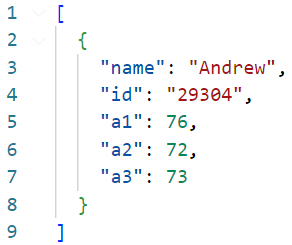 1 [
2   {
3     "name": "Andrew",
4     "id": "29304",
5     "a1": 76,
6     "a2": 72,
7     "a3": 73
8   }
9 ]